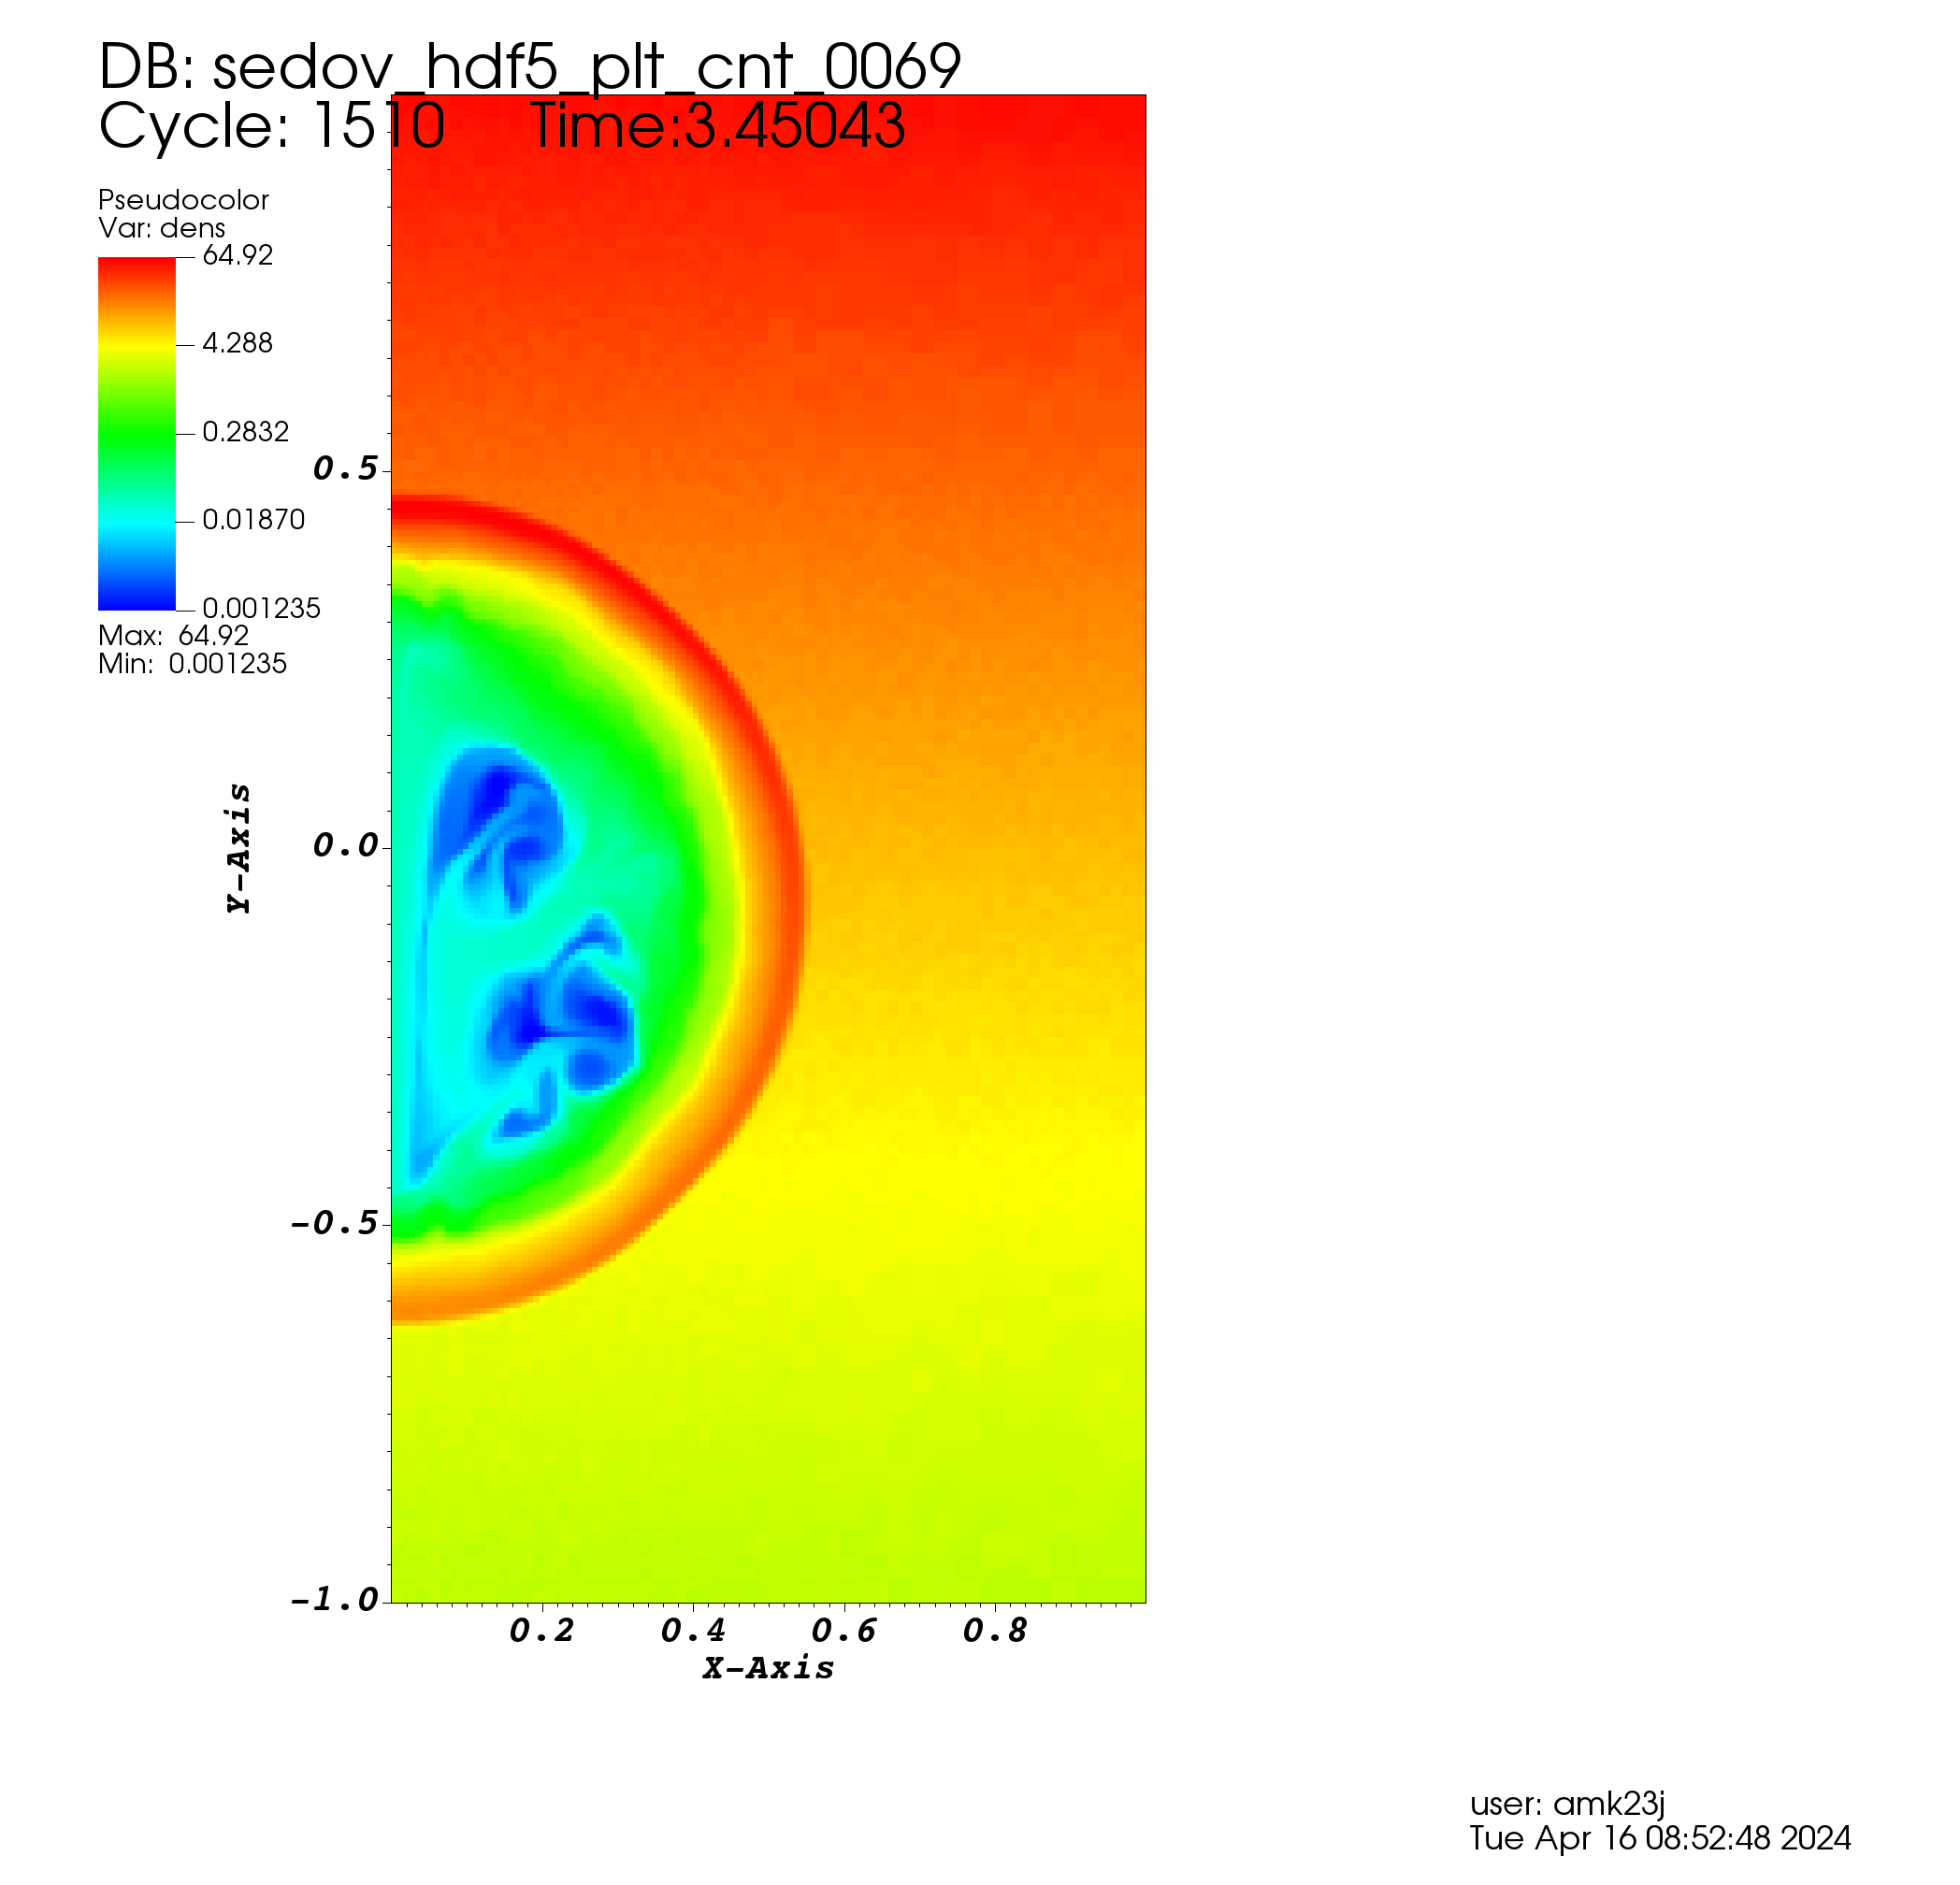 DB: sedov_hdf5_plt_cnt_0069
Cycle: 1510 Time:3.45043
Pseudocolor
Var: dens
64.92
4.288
0.2832
0.01870
0.001235
Max: 64.92
Min: 0.001235
0.5
0.0
-0.5
-1.0
Y-Axis
0.2 0.4 0.6 0.8
X-Axis
user: amk23j
Tue Apr 16 08:52:48 2024